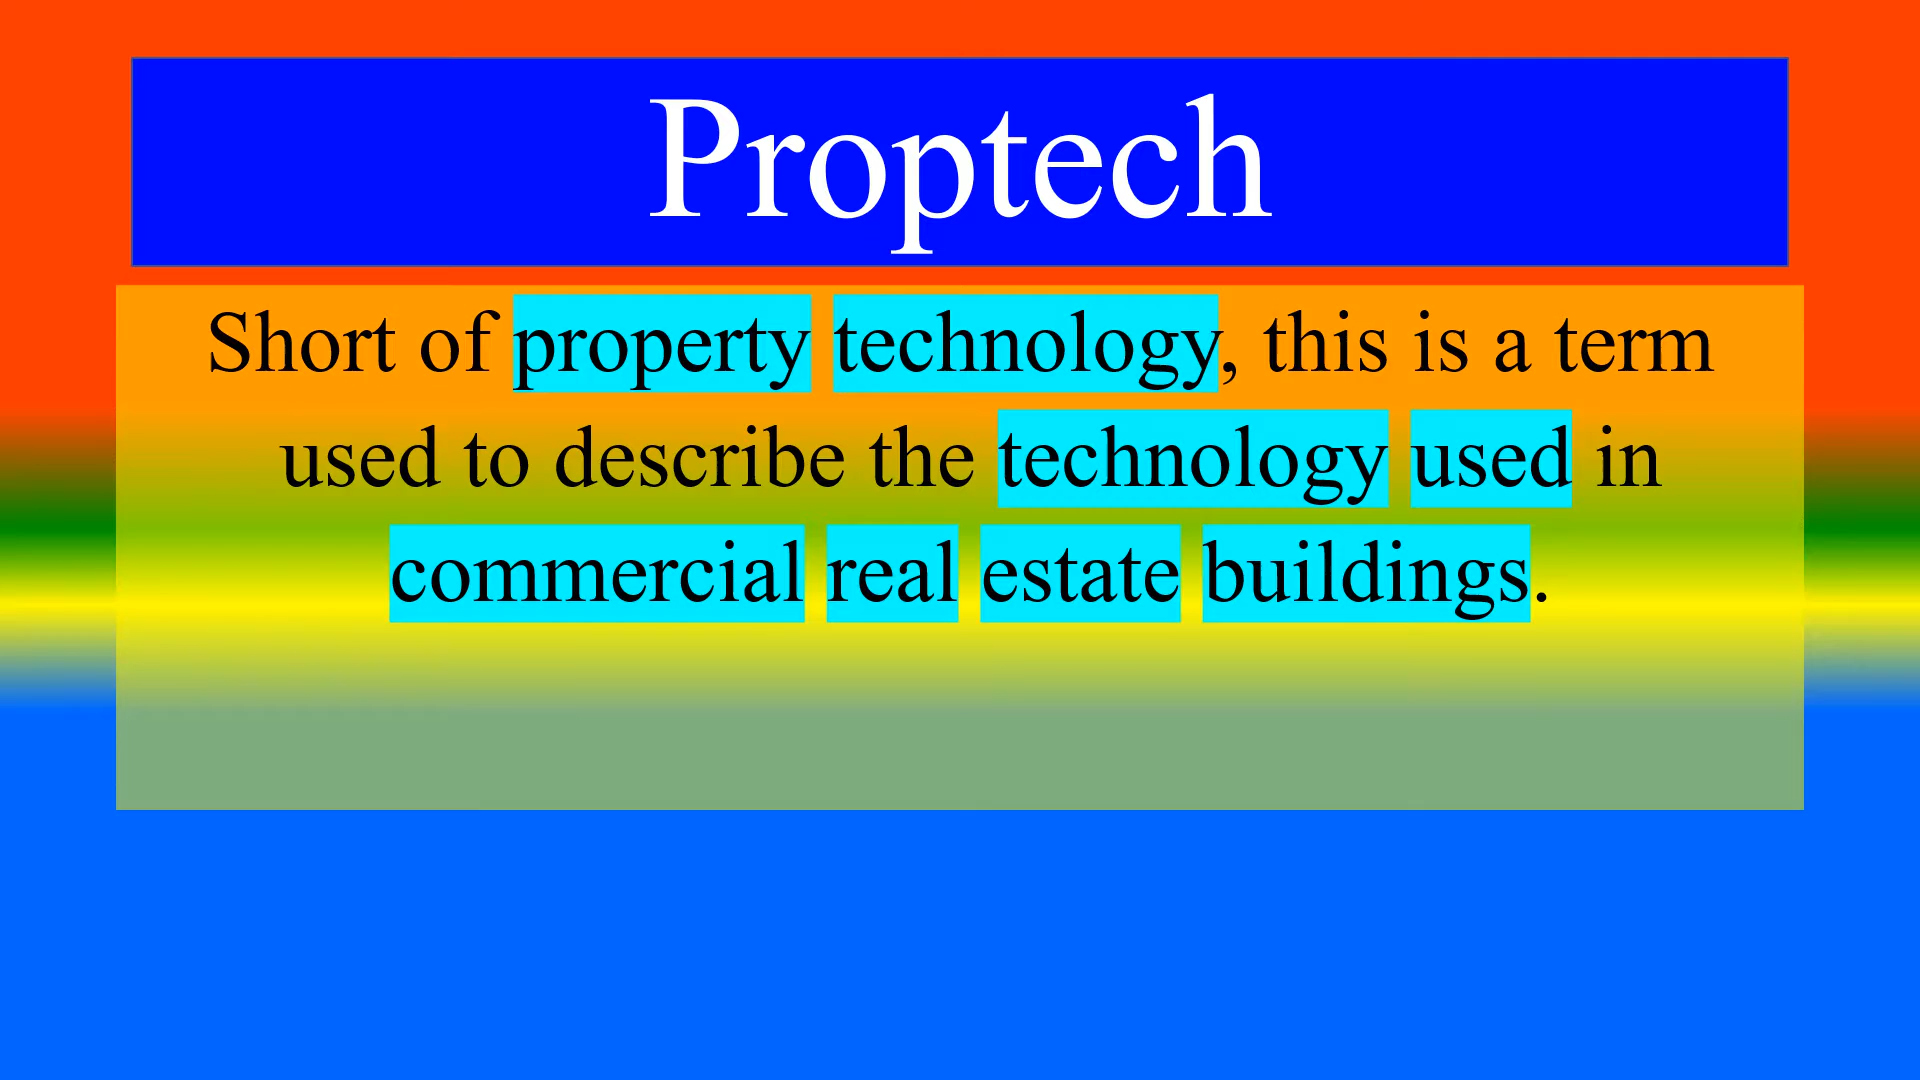 Proptech
Short of property technology, this is a term
used to describe the technology used in
commercial real estate buildings.